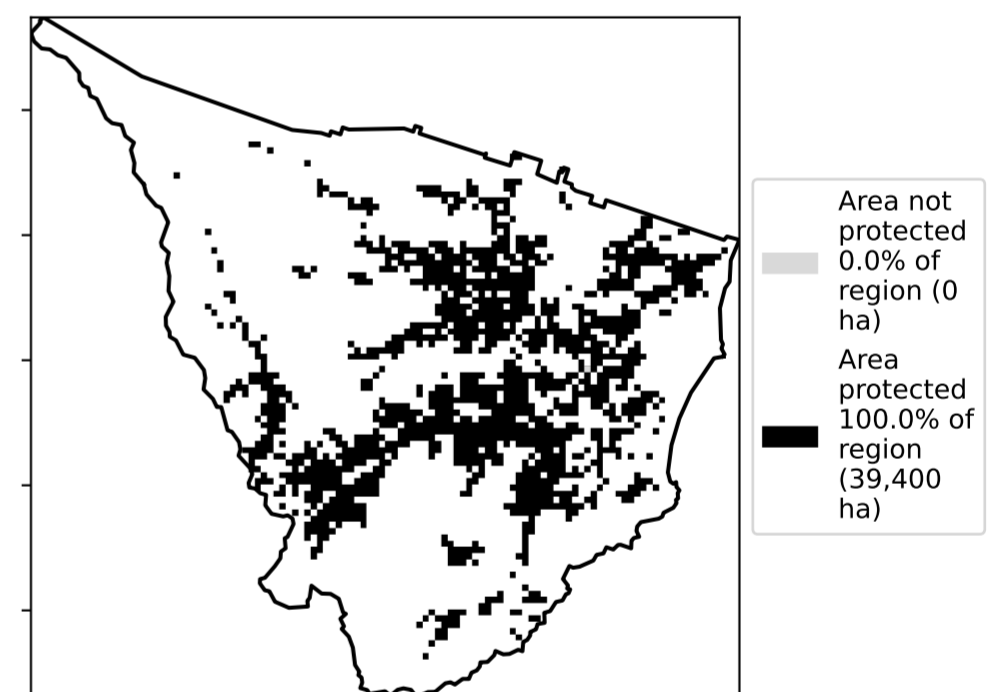 Area not
protected
0.0% of
region (0
ha)
Area
protected
100.0% of
region
(39,400
ha)